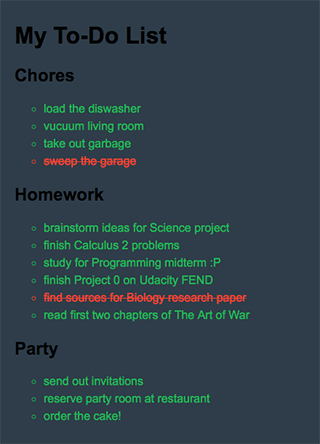 My To-Do List
Chores
load the diswasher
vucuum living room
take out garbage
sweep the garage
Homework
brainstorm ideas for Science project
finish Calculus 2 problems
study for Programming midterm :P
finish Project 0 on Udacity FEND
find sources for Biology research paper
read first two chapters of The Art of War
Party
send out invitations
reserve party room at restaurant
order the cake!